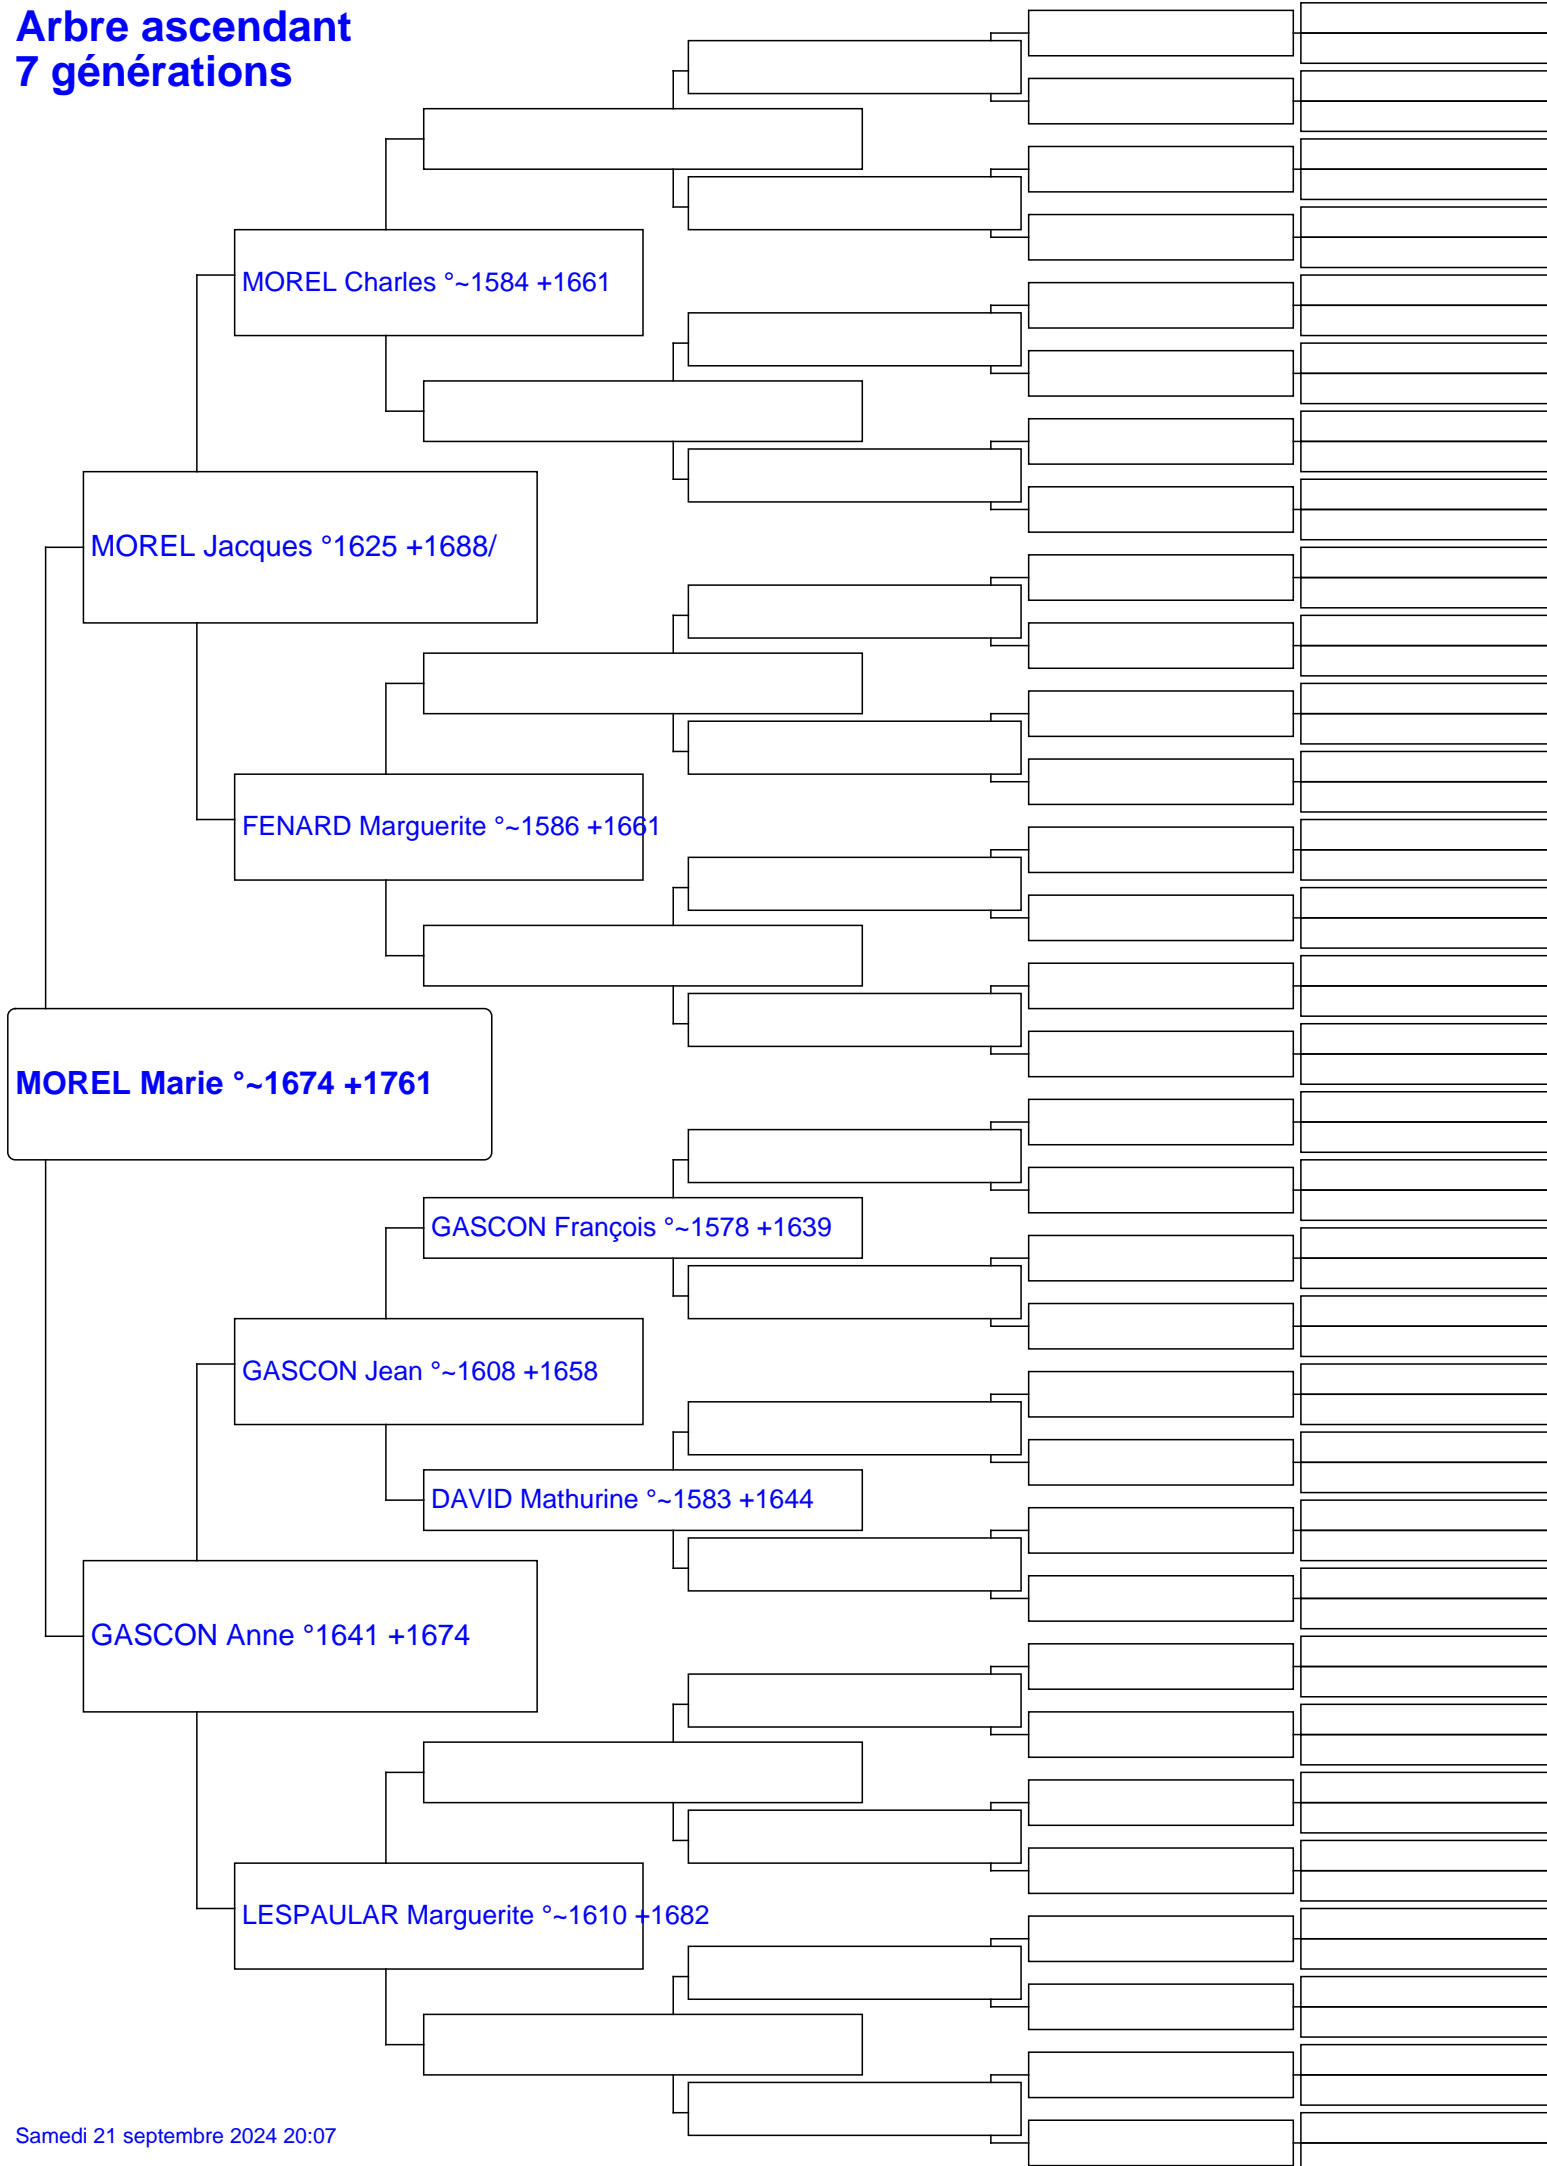 Arbre ascendant
7 générations
MOREL Charles °~1584 +1661
MOREL Jacques °1625 +1688/
FENARD Marguerite °~1586 +1661
MOREL Marie °~1674 +1761
GASCON François °~1578 +1639
GASCON Jean °~1608 +1658
DAVID Mathurine °~1583 +1644
GASCON Anne °1641 +1674
LESPAULAR Marguerite °~1610 +1682
Samedi 21 septembre 2024 20:07